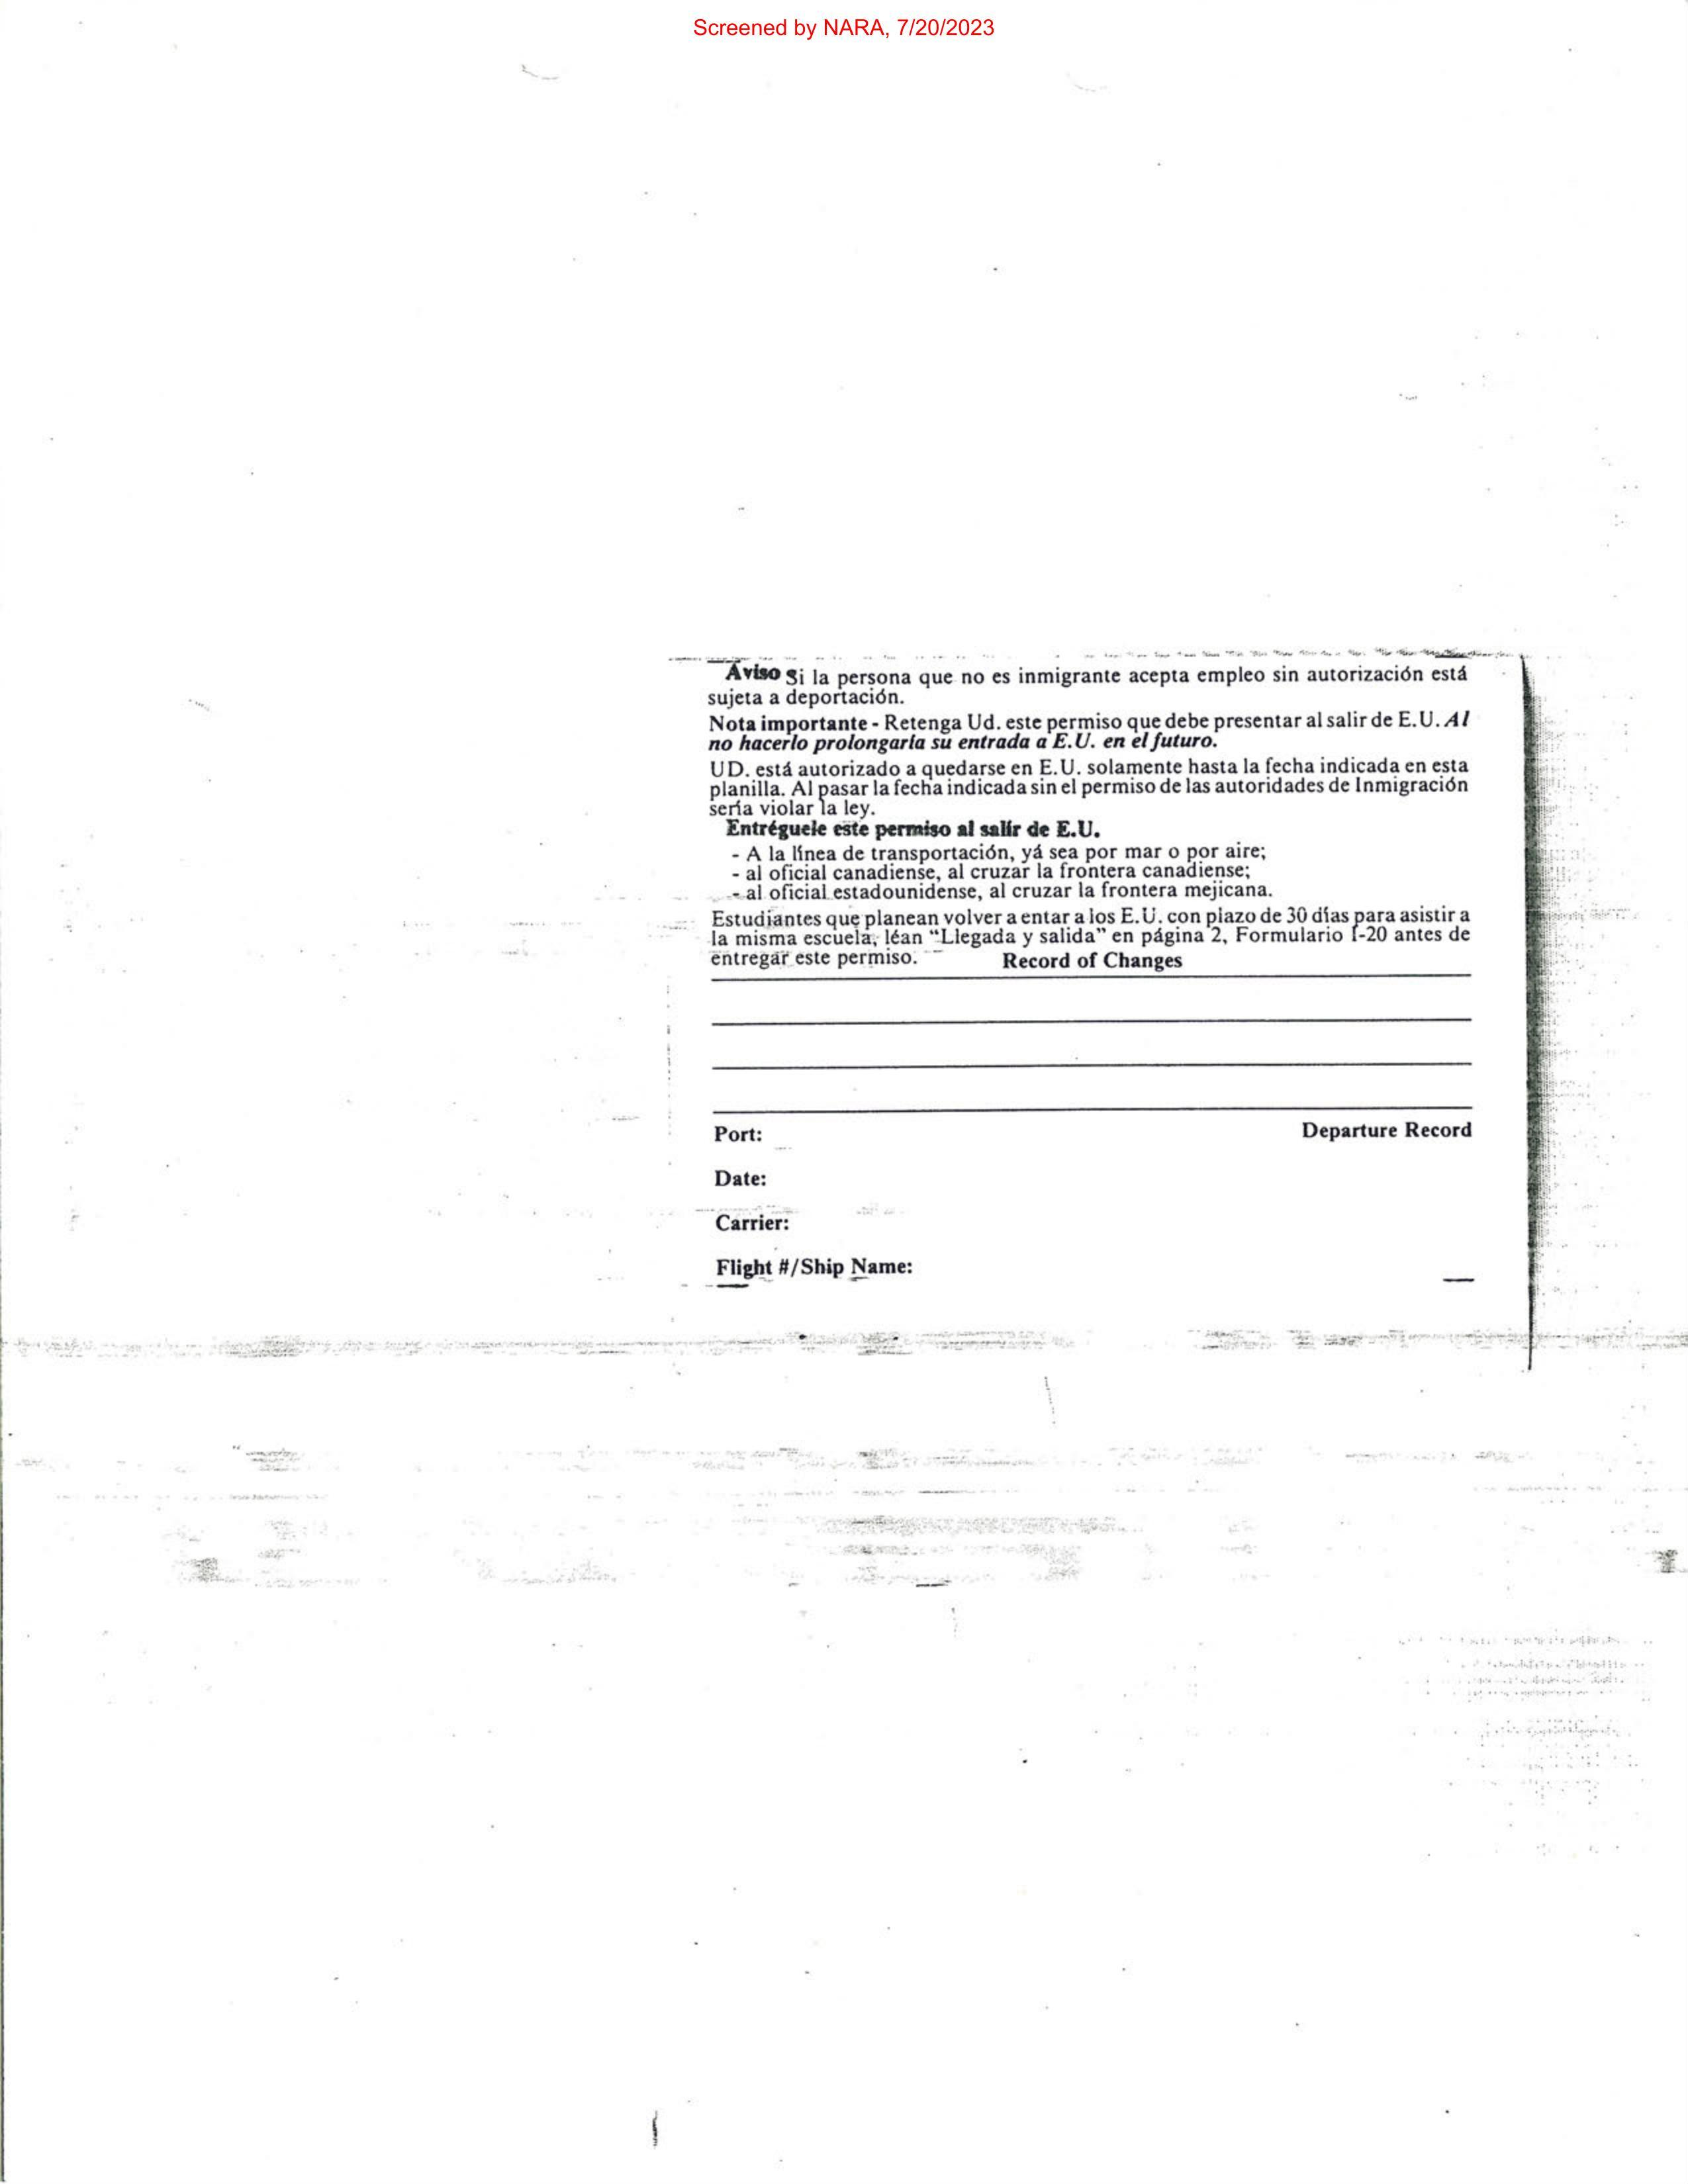 Screened by NARA, 7/20/2023
Aviso Si la persona que no es inmigrante acepta empleo sin autorización está
sujeta a deportación.
Nota importante - Retenga Ud. este permiso que debe presentar al salir de E.U. Al
no hacerlo prolongaría su entrada a E.U. en el futuro.
UD. está autorizado a quedarse en E.U. solamente hasta la fecha indicada en esta
planilla. Al pasar la fecha indicada sin el permiso de las autoridades de Inmigración
sería violar la ley.
Entréguele este permiso al salír de E.U.
- A la línea de transportación, yá sea por mar o por aire;
- al oficial canadiense, al cruzar la frontera canadiense;
- al oficial estadounidense, al cruzar la frontera mejicana.
Estudiantes que planean volver a entar a los E.U. con plazo de 30 días para asistir a
la misma escuela, léan “Llegada y salida” en página 2, Formulario I-20 antes de
entregar este permiso. Record of Changes
Port: Departure Record
Date:
Carrier:
Flight #/Ship Name: